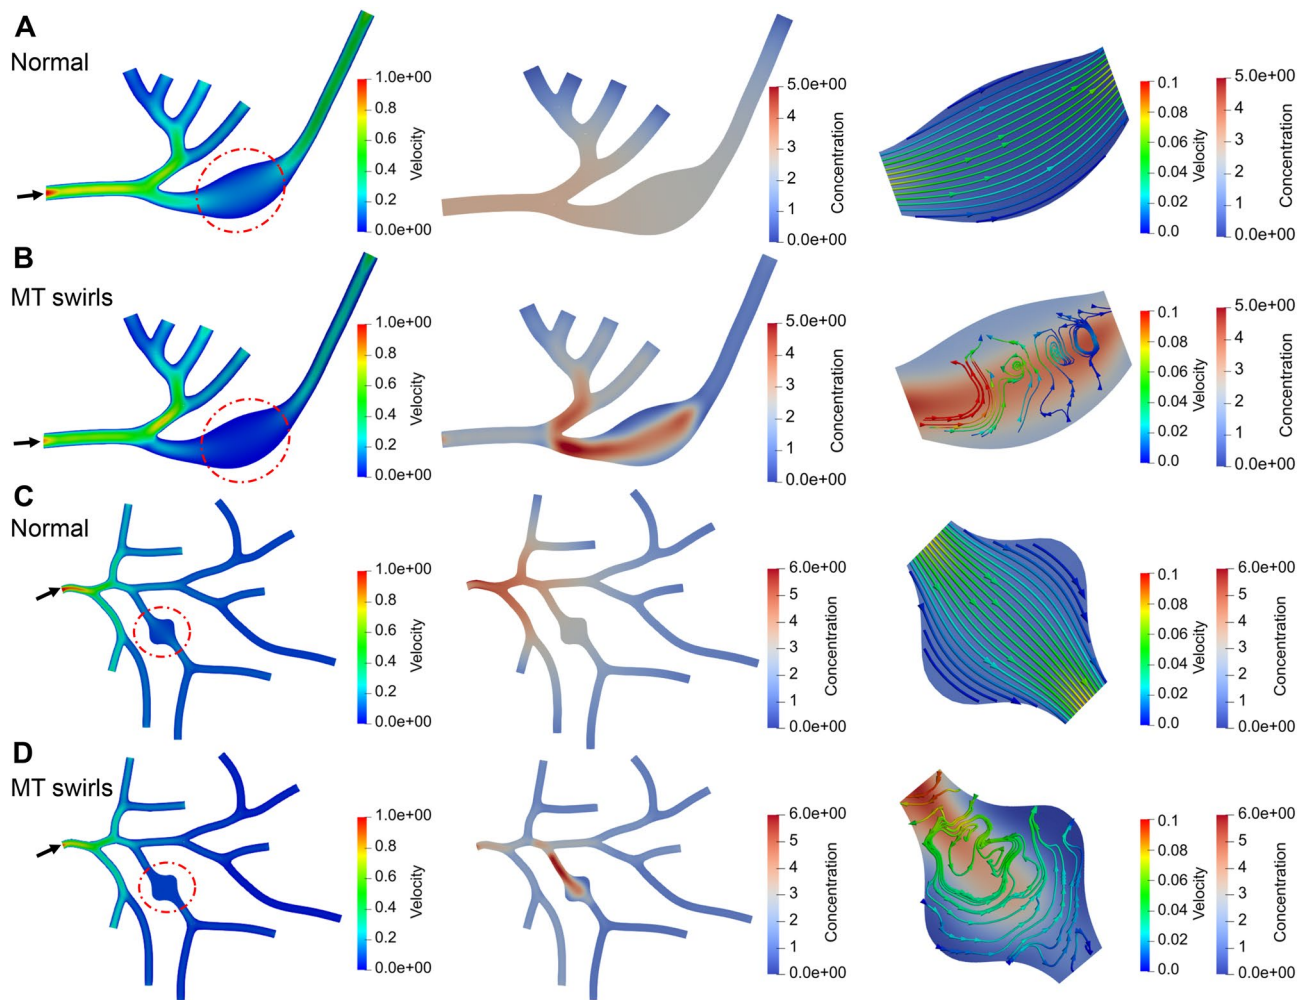 A
Normal
1.0e+00
0.8
0.6
0.4
0.2
0.0e+00
Velocity
5.0e+00
4
3
2
1
0.0e+00
Concentration
0.1
0.08
0.06
0.04
0.02
0.0
Velocity
5.0e+00
4
3
2
1
0.0e+00
Concentration
B
MT swirls
1.0e+00
0.8
0.6
0.4
0.2
0.0e+00
Velocity
5.0e+00
4
3
2
1
0.0e+00
Concentration
0.1
0.08
0.06
0.04
0.02
0.0
Velocity
5.0e+00
4
3
2
1
0.0e+00
Concentration
C
Normal
1.0e+00
0.8
0.6
0.4
0.2
0.0e+00
Velocity
6.0e+00
5
4
3
2
1
0.0e+00
Concentration
0.1
0.08
0.06
0.04
0.02
0.0
Velocity
6.0e+00
5
4
3
2
1
0.0e+00
Concentration
D
MT swirls
1.0e+00
0.8
0.6
0.4
0.2
0.0e+00
Velocity
6.0e+00
5
4
3
2
1
0.0e+00
Concentration
0.1
0.08
0.06
0.04
0.02
0.0
Velocity
6.0e+00
5
4
3
2
1
0.0e+00
Concentration